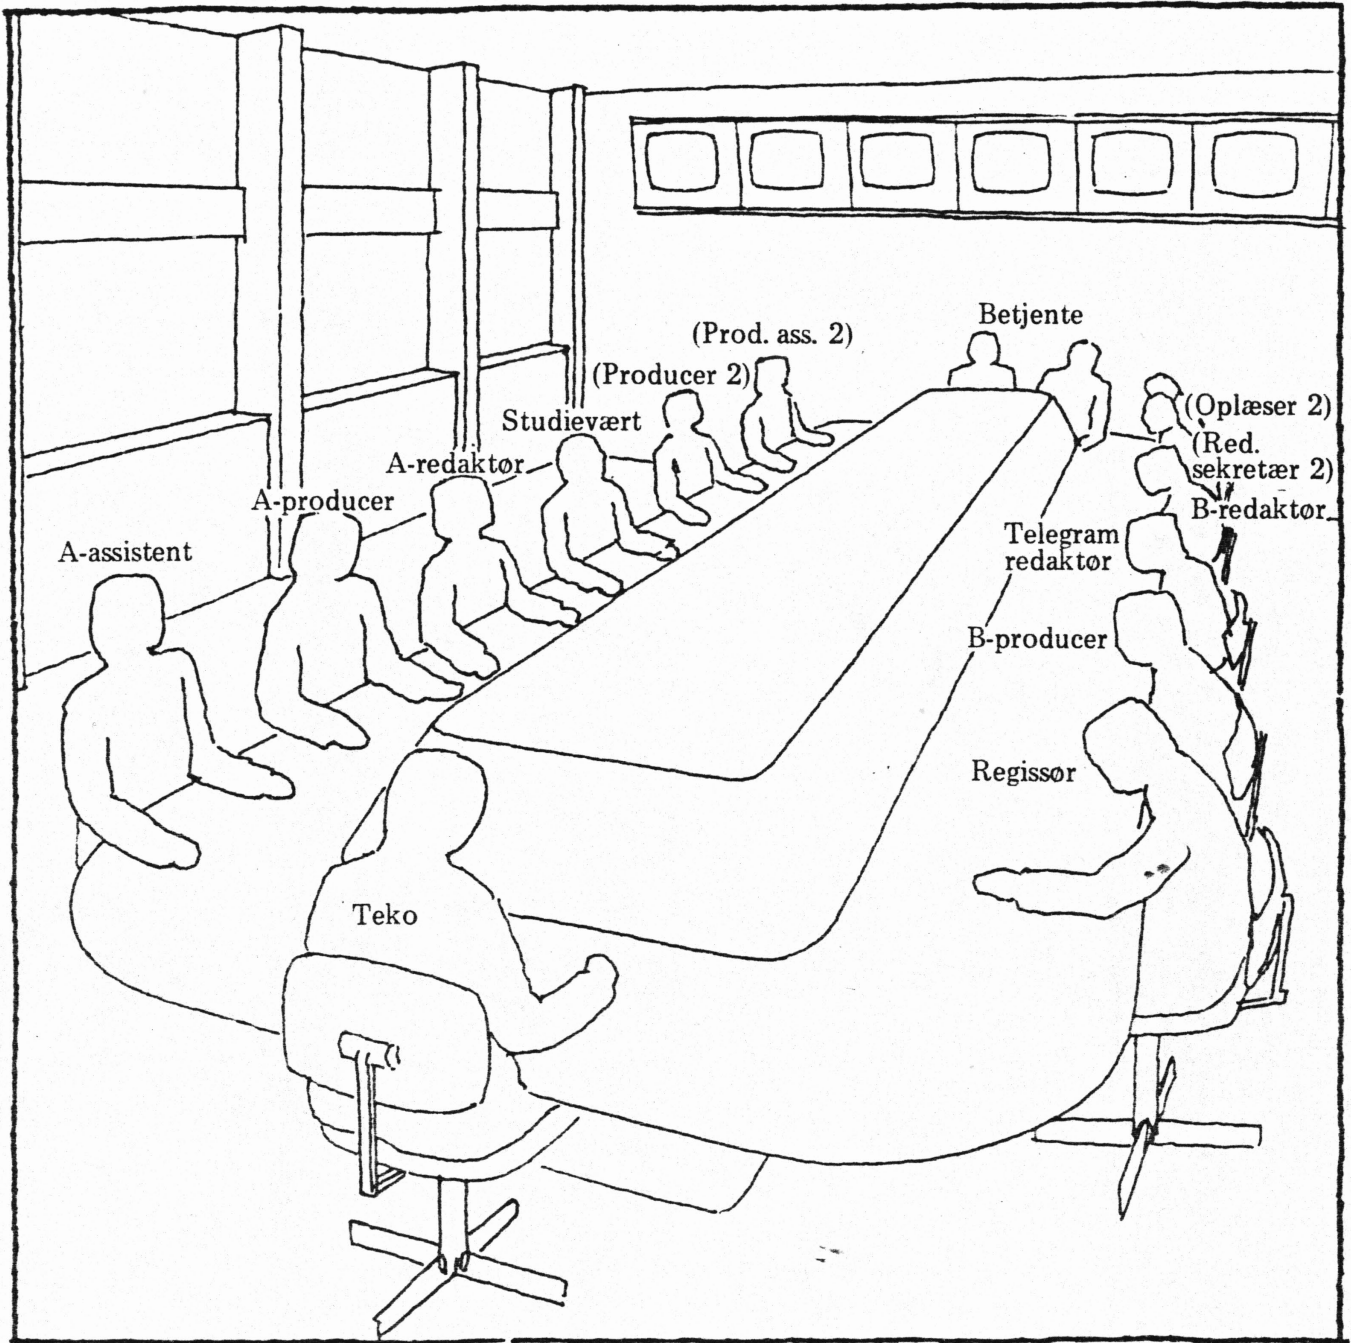 Betjente
(Prod. ass. 2)
(Producer 2)
(Oplæser 2)
Studievært
(Red.
sekretær 2)
A-redaktør
A-producer
B-redaktør
Telegram
redaktør
A-assistent
B-producer
Regissør
Teko